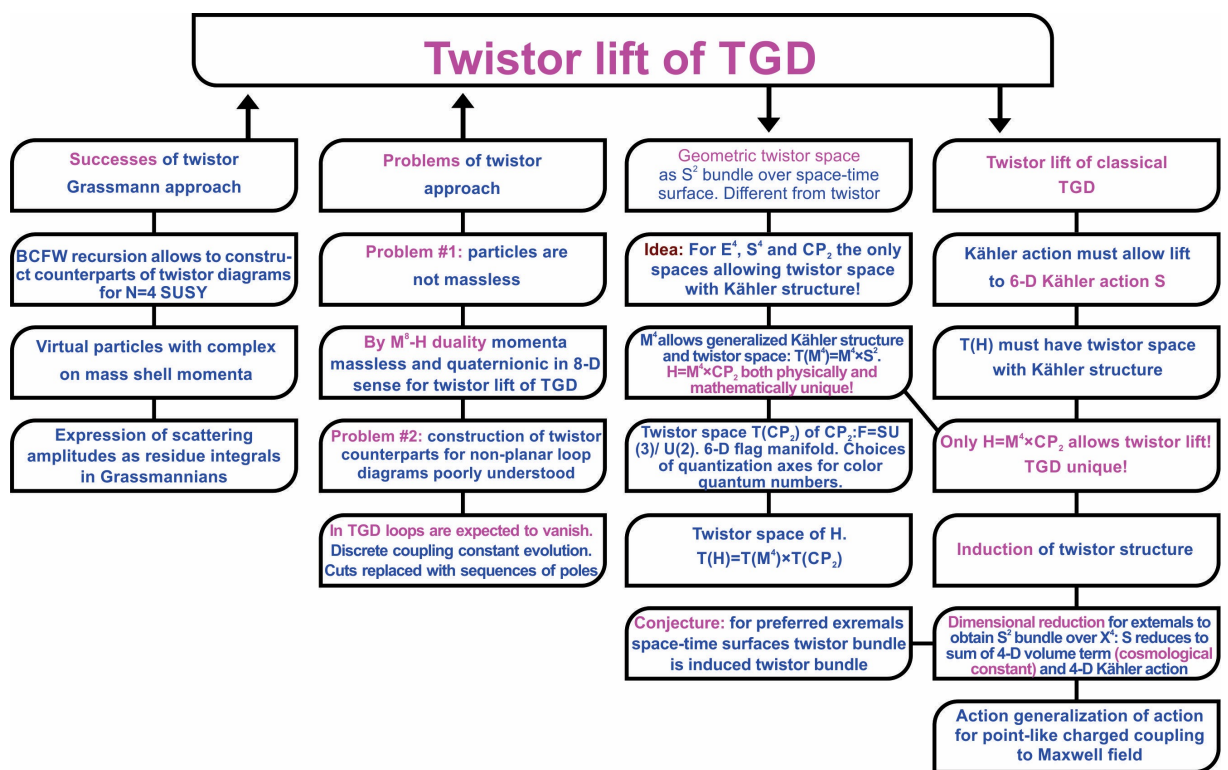 Twistor lift of TGD
Successes of twistor
Grassmann approach
BCFW recursion allows to constru-
ct counterparts of twistor diagrams
for N=4 SUSY
Virtual particles with complex
on mass shell momenta
Expression of scattering
amplitudes as residue integrals
in Grassmannians
Problems of twistor
approach
Problem #1: particles are
not massless
By M⁸-H duality momenta
massless and quaternionic in 8-D
sense for twistor lift of TGD
Problem #2: construction of twistor
counterparts for non-planar loop
diagrams poorly understood
In TGD loops are expected to vanish.
Discrete coupling constant evolution.
Cuts replaced with sequences of poles
Geometric twistor space
as S² bundle over space-time
surface. Different from twistor
Idea: For E⁴, S⁴ and CP₂ the only
spaces allowing twistor space
with Kähler structure!
M⁴allows generalized Kähler structure
and twistor space: T(M⁴)=M⁴×S².
H=M⁴×CP₂ both physically and
mathematically unique!
Twistor space T(CP₂) of CP₂:F=SU
(3)/ U(2). 6-D flag manifold. Choices
of quantization axes for color
quantum numbers.
Twistor space of H.
T(H)=T(M⁴)×T(CP₂)
Conjecture: for preferred exremals
space-time surfaces twistor bundle
is induced twistor bundle
Twistor lift of classical
TGD
Kähler action must allow lift
to 6-D Kähler action S
T(H) must have twistor space
with Kähler structure
Only H=M⁴×CP₂ allows twistor lift!
TGD unique!
Induction of twistor structure
Dimensional reduction for extemals to
obtain S² bundle over X⁴: S reduces to
sum of 4-D volume term (cosmological
constant) and 4-D Kähler action
Action generalization of action
for point-like charged coupling
to Maxwell field